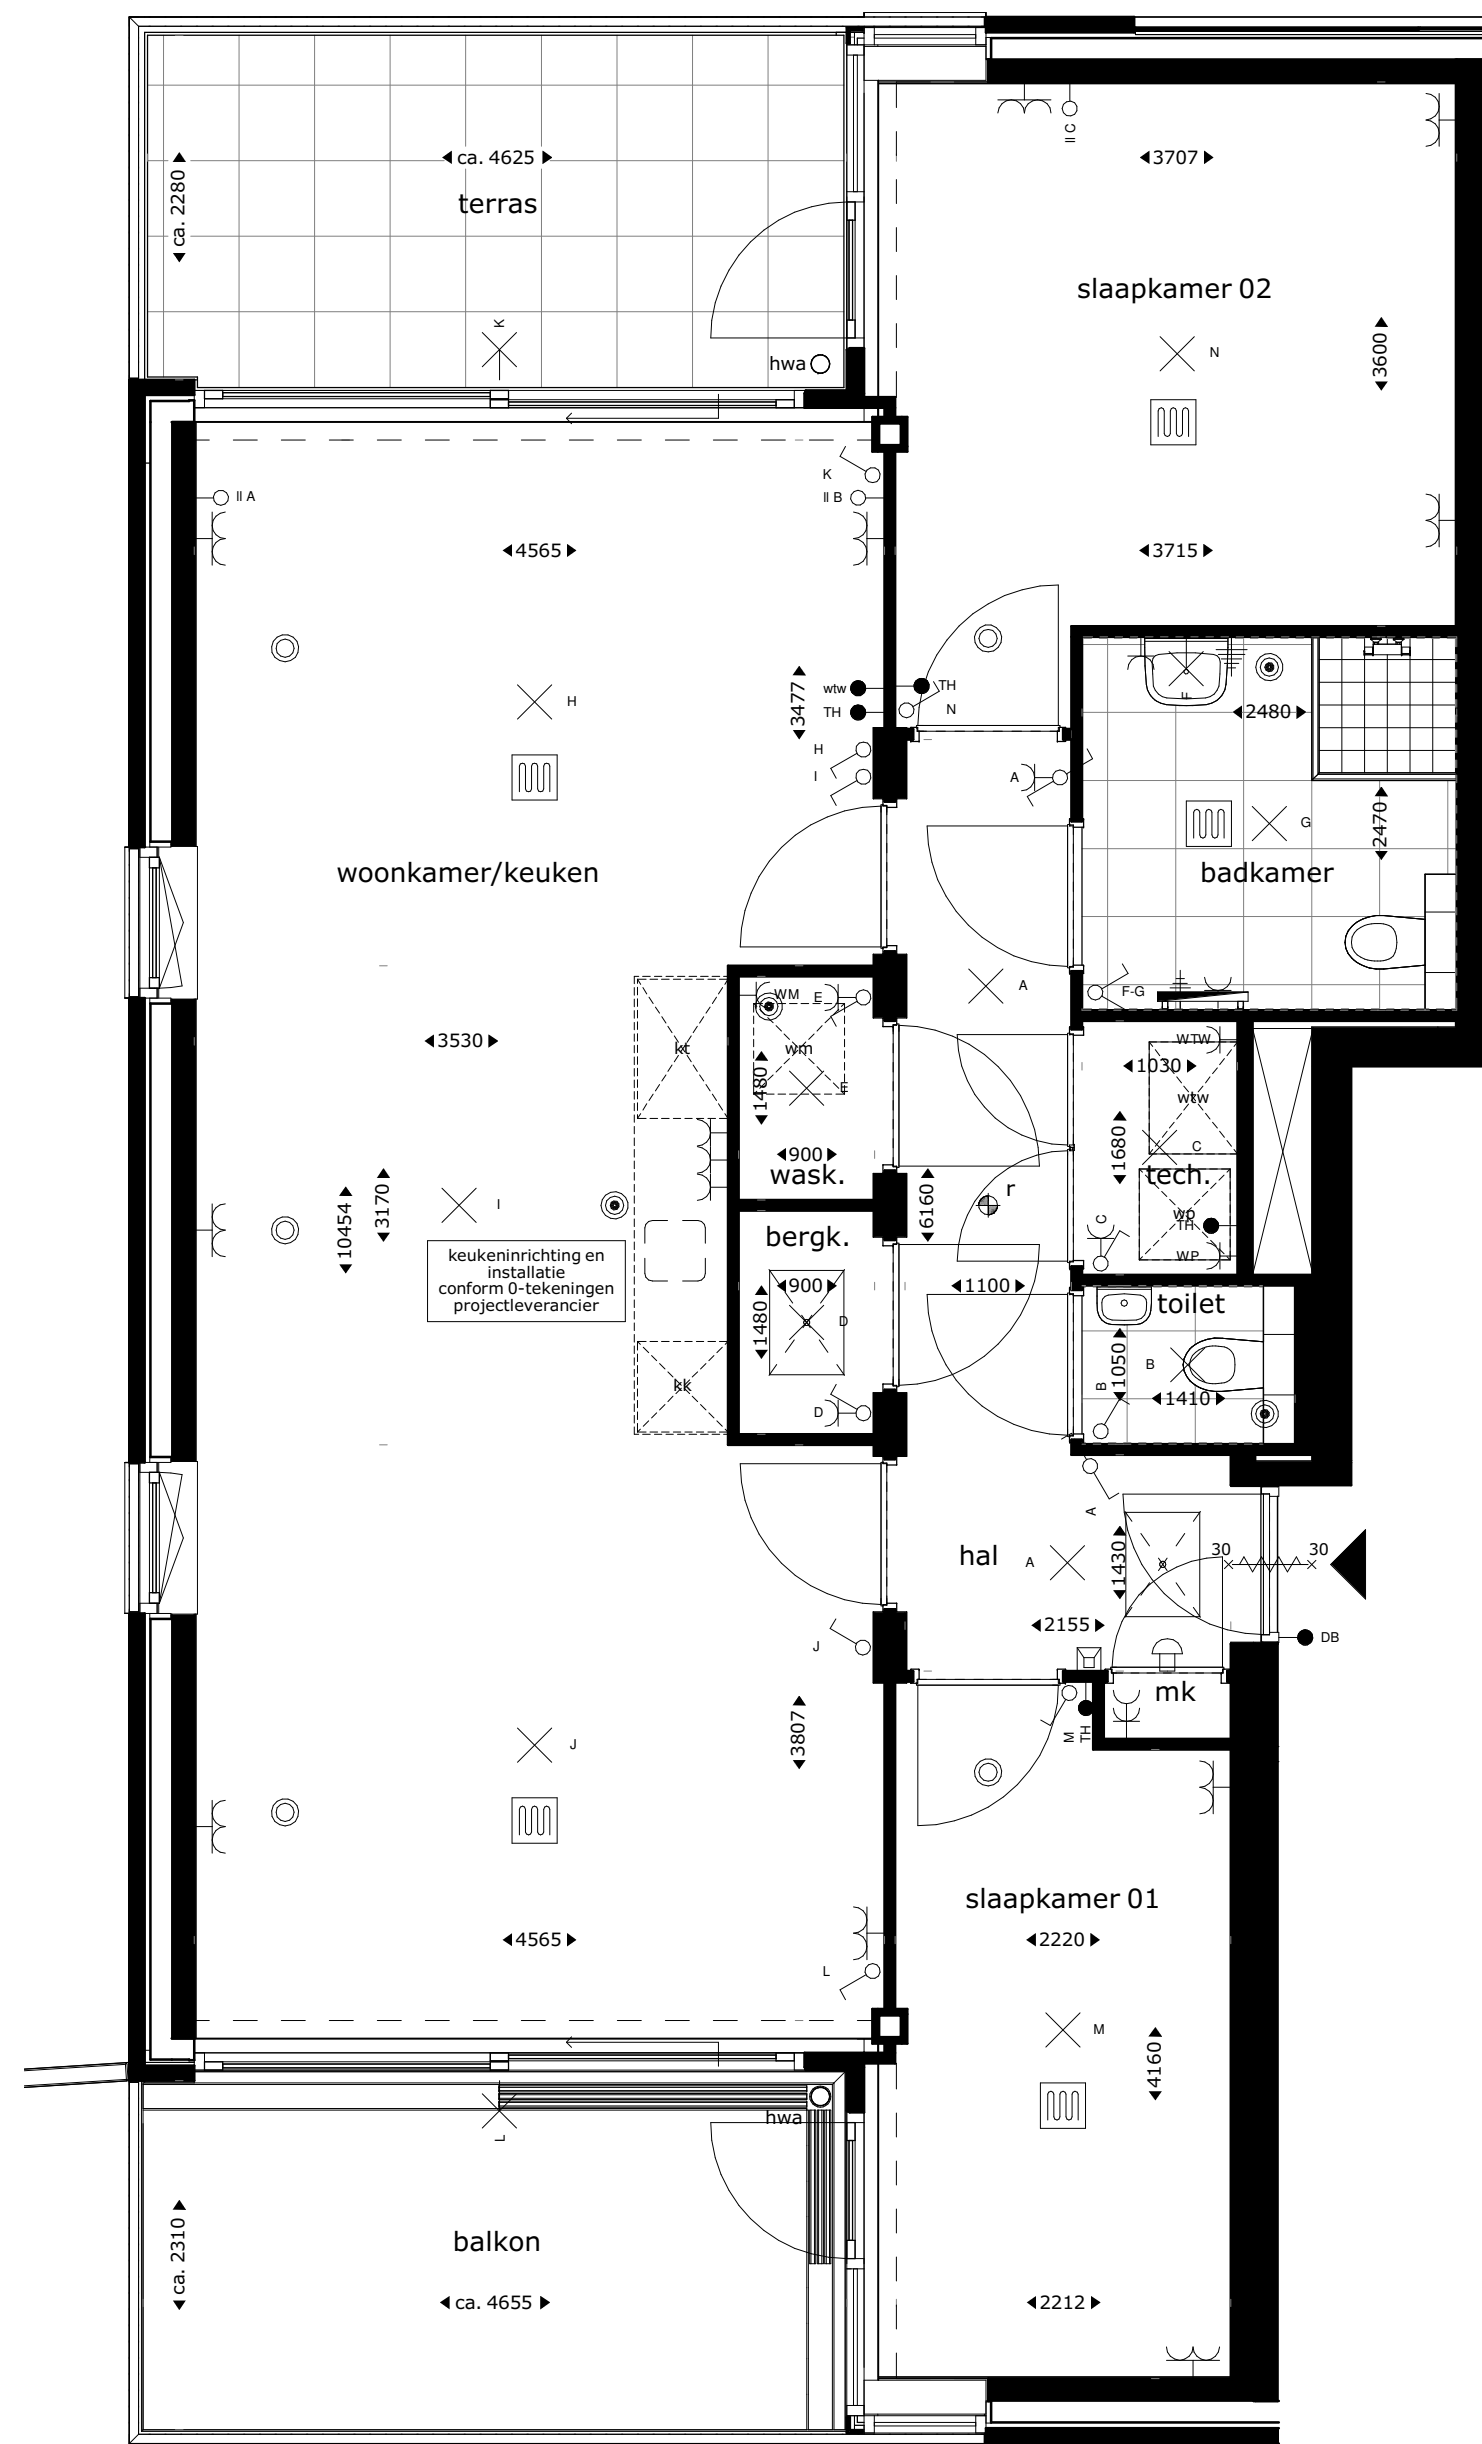 ca. 4625
terras
ca. 2280
K
hwa
II C
3707
slaapkamer 02
N
3600
3715
K
II A
II B
4565
H
3477
wtw
TH
TH
N
H
I
A
F
2480
G
2470
badkamer
F-G
woonkamer/keuken
3530
kt
WM
E
wm
E
1480
900
wask.
A
WTW
1030
wtw
C
1680
tech.
wp
TH
WP
C
10454
3170
I
keukeninrichting en
installatie
conform 0-tekeningen
projectleverancier
kk
bergk.
900
1480
D
D
6160
r
1100
toilet
1050
B
B
1410
hal
A
A
1430
30
30
2155
DB
mk
M
TH
J
J
3807
4565
L
slaapkamer 01
2220
M
4160
2212
hwa
L
balkon
ca. 2310
ca. 4655